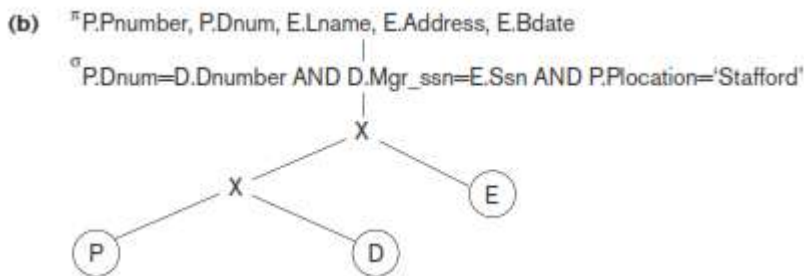 (b) π P.Pnumber, P.Dnum, E.Lname, E.Address, E.Bdate
σ P.Dnum=D.Dnumber AND D.Mgr_ssn=E.Ssn AND P.Plocation=‘Stafford’
X
X
E
P
D